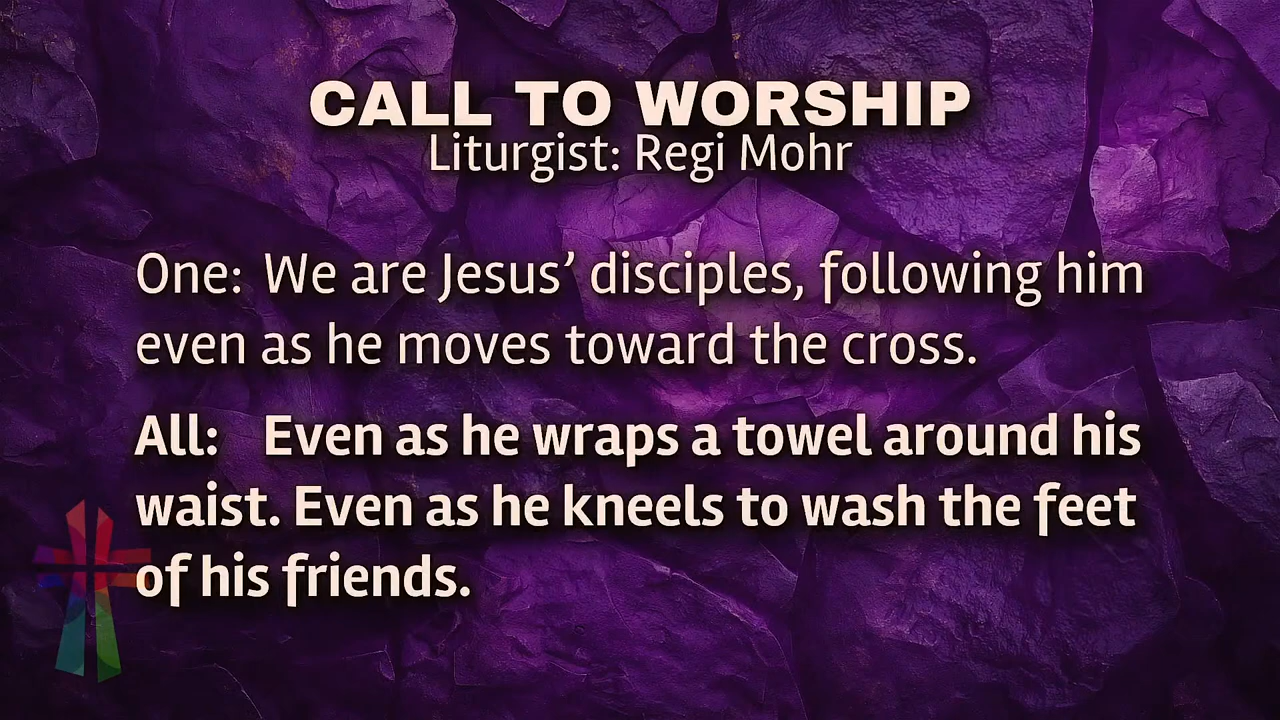 CALL TO WORSHIP
Liturgist: Regi Mohr
One: We are Jesus’ disciples, following him
even as he moves toward the cross.
All: Even as he wraps a towel around his
waist. Even as he kneels to wash the feet
of his friends.